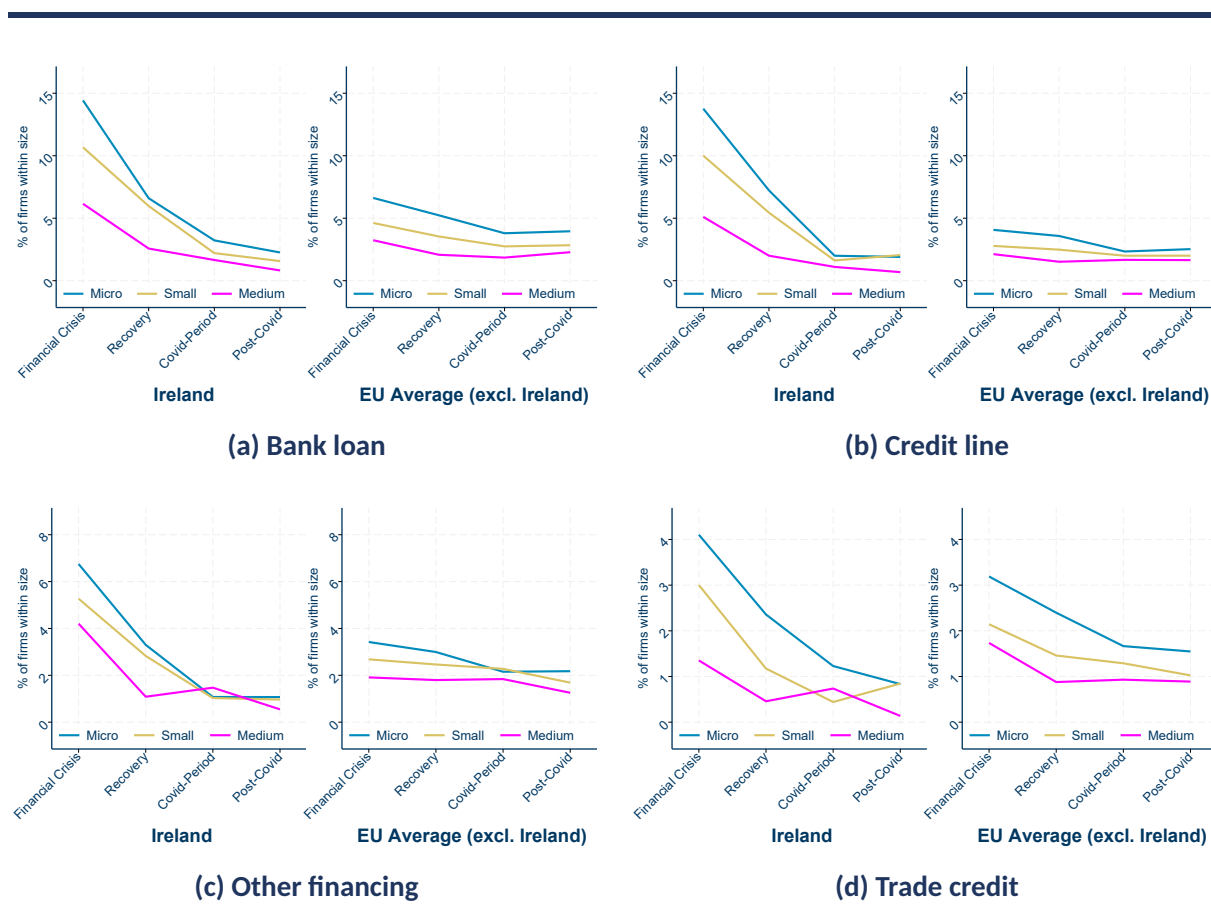 % of firms within size
15
10
5
0
Micro Small Medium
Financial Crisis
Recovery
Covid-Period
Post-Covid
Ireland
% of firms within size
15
10
5
0
Micro Small Medium
Financial Crisis
Recovery
Covid-Period
Post-Covid
EU Average (excl. Ireland)
(a) Bank loan
% of firms within size
15
10
5
0
Micro Small Medium
Financial Crisis
Recovery
Covid-Period
Post-Covid
Ireland
% of firms within size
15
10
5
0
Micro Small Medium
Financial Crisis
Recovery
Covid-Period
Post-Covid
EU Average (excl. Ireland)
(b) Credit line
% of firms within size
8
6
4
2
0
Micro Small Medium
Financial Crisis
Recovery
Covid-Period
Post-Covid
Ireland
% of firms within size
8
6
4
2
0
Micro Small Medium
Financial Crisis
Recovery
Covid-Period
Post-Covid
EU Average (excl. Ireland)
(c) Other financing
% of firms within size
4
3
2
1
0
Micro Small Medium
Financial Crisis
Recovery
Covid-Period
Post-Covid
Ireland
% of firms within size
4
3
2
1
0
Micro Small Medium
Financial Crisis
Recovery
Covid-Period
Post-Covid
EU Average (excl. Ireland)
(d) Trade credit